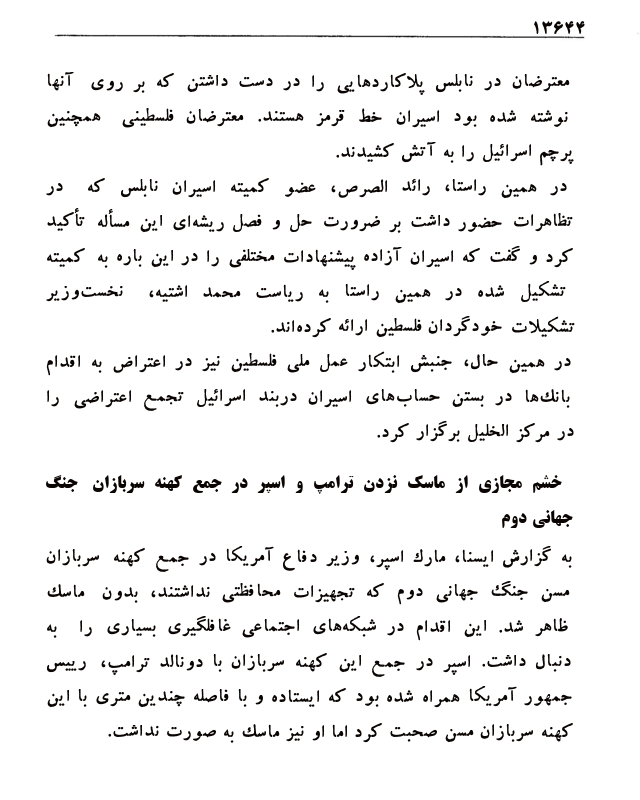 ۱۳۶۴۴
معترضان در نابلس پلاکاردهایی را در دست داشتن که بر روی آنها
نوشته شده بود اسیران خط قرمز هستند. معترضان فلسطینی همچنین
پرچم اسرائیل را به آتش کشیدند.
در همین راستا، رائد الصرص، عضو کمیته اسیران نابلس که در
تظاهرات حضور داشت بر ضرورت حل و فصل ریشه‌ای این مسأله تأکید
کرد و گفت که اسیران آزاده پیشنهادات مختلفی را در این باره به کمیته
تشکیل شده در همین راستا به ریاست محمد اشتیه، نخست‌وزیر
تشکیلات خودگردان فلسطین ارائه کرده‌اند.
در همین حال، جنبش ابتکار عمل ملی فلسطین نیز در اعتراض به اقدام
بانک‌ها در بستن حساب‌های اسیران دربند اسرائیل تجمع اعتراضی را
در مرکز الخلیل برگزار کرد.
خشم مجازی از ماسک نزدن ترامپ و اسپر در جمع کهنه سربازان جنگ
جهانی دوم
به گزارش ایسنا، مارک اسپر، وزیر دفاع آمریکا در جمع کهنه سربازان
مسن جنگ جهانی دوم که تجهیزات محافظتی نداشتند، بدون ماسک
ظاهر شد. این اقدام در شبکه‌های اجتماعی غافلگیری بسیاری را به
دنبال داشت. اسپر در جمع این کهنه سربازان با دونالد ترامپ، رییس
جمهور آمریکا همراه شده بود که ایستاده و با فاصله چندین متری با این
کهنه سربازان مسن صحبت کرد اما او نیز ماسک به صورت نداشت.